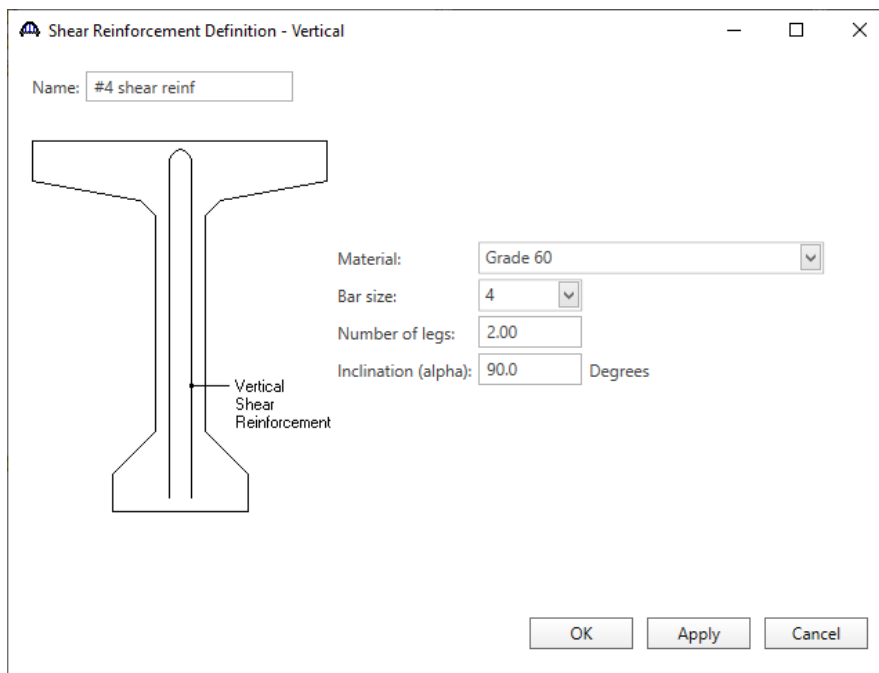 Shear Reinforcement Definition - Vertical
Name: #4 shear reinf
Material: Grade 60
Bar size: 4
Number of legs: 2.00
Inclination (alpha): 90.0 Degrees
Vertical
Shear
Reinforcement
OK Apply Cancel